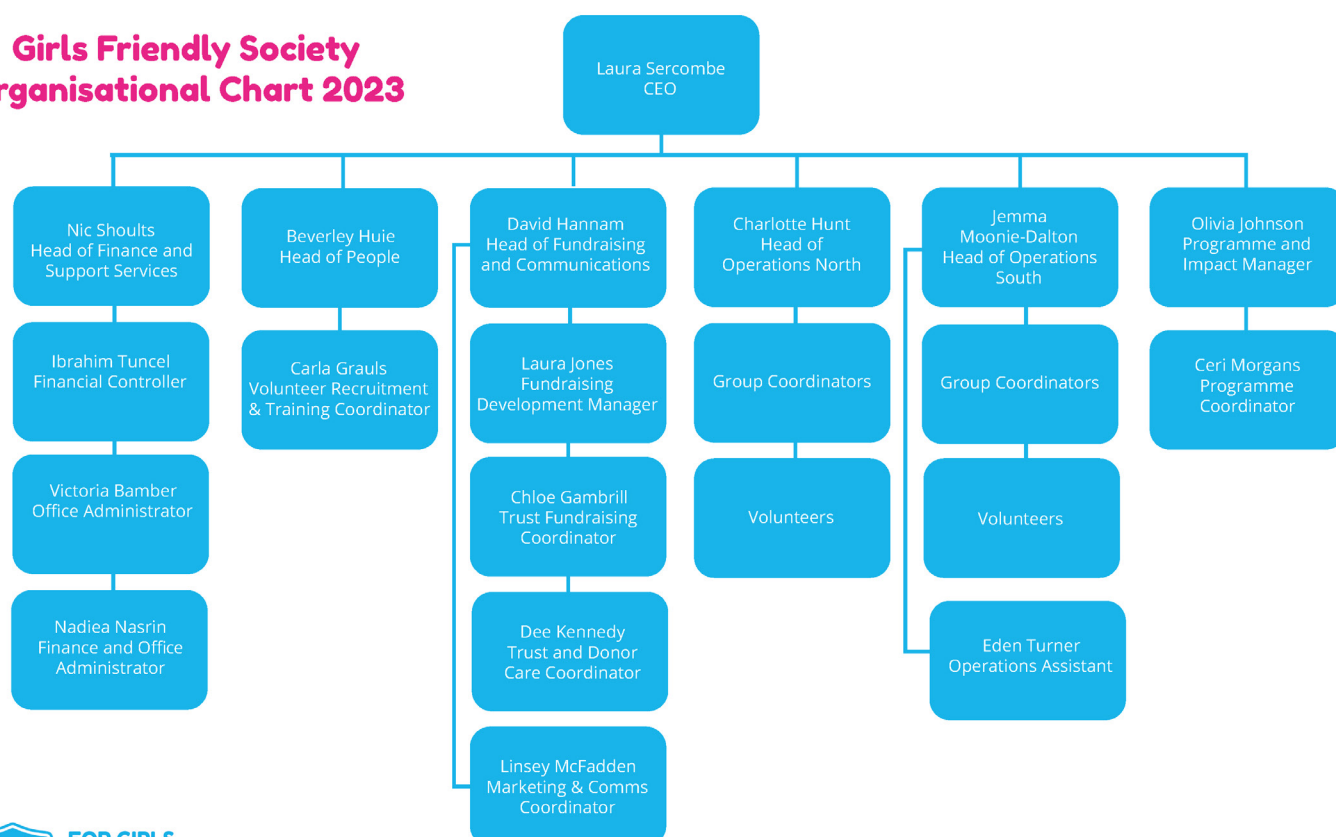 Girls Friendly Society
rganisational Chart 2023
Laura Sercombe
CEO
Nic Shoults
Head of Finance and
Support Services
Beverley Huie
Head of People
David Hannam
Head of Fundraising
and Communications
Charlotte Hunt
Head of
Operations North
Jemma
Moonie-Dalton
Head of Operations
South
Olivia Johnson
Programme and
Impact Manager
Ibrahim Tuncel
Financial Controller
Carla Grauls
Volunteer Recruitment
& Training Coordinator
Laura Jones
Fundraising
Development Manager
Group Coordinators
Group Coordinators
Ceri Morgans
Programme
Coordinator
Victoria Bamber
Office Administrator
Chloe Gambrill
Trust Fundraising
Coordinator
Volunteers
Volunteers
Nadiea Nasrin
Finance and Office
Administrator
Dee Kennedy
Trust and Donor
Care Coordinator
Eden Turner
Operations Assistant
Linsey McFadden
Marketing & Comms
Coordinator
FOR GIRLS